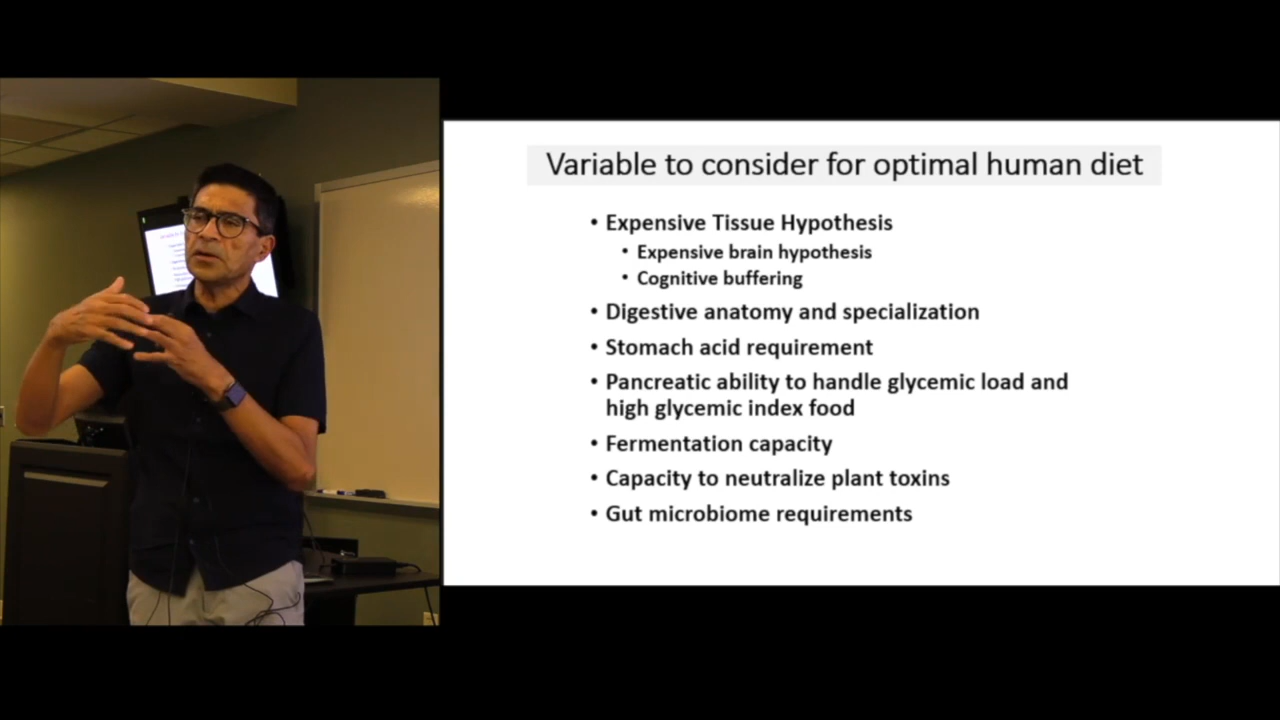 Variable to consider for optimal human diet
• Expensive Tissue Hypothesis
• Expensive brain hypothesis
• Cognitive buffering
• Digestive anatomy and specialization
• Stomach acid requirement
• Pancreatic ability to handle glycemic load and
high glycemic index food
• Fermentation capacity
• Capacity to neutralize plant toxins
• Gut microbiome requirements